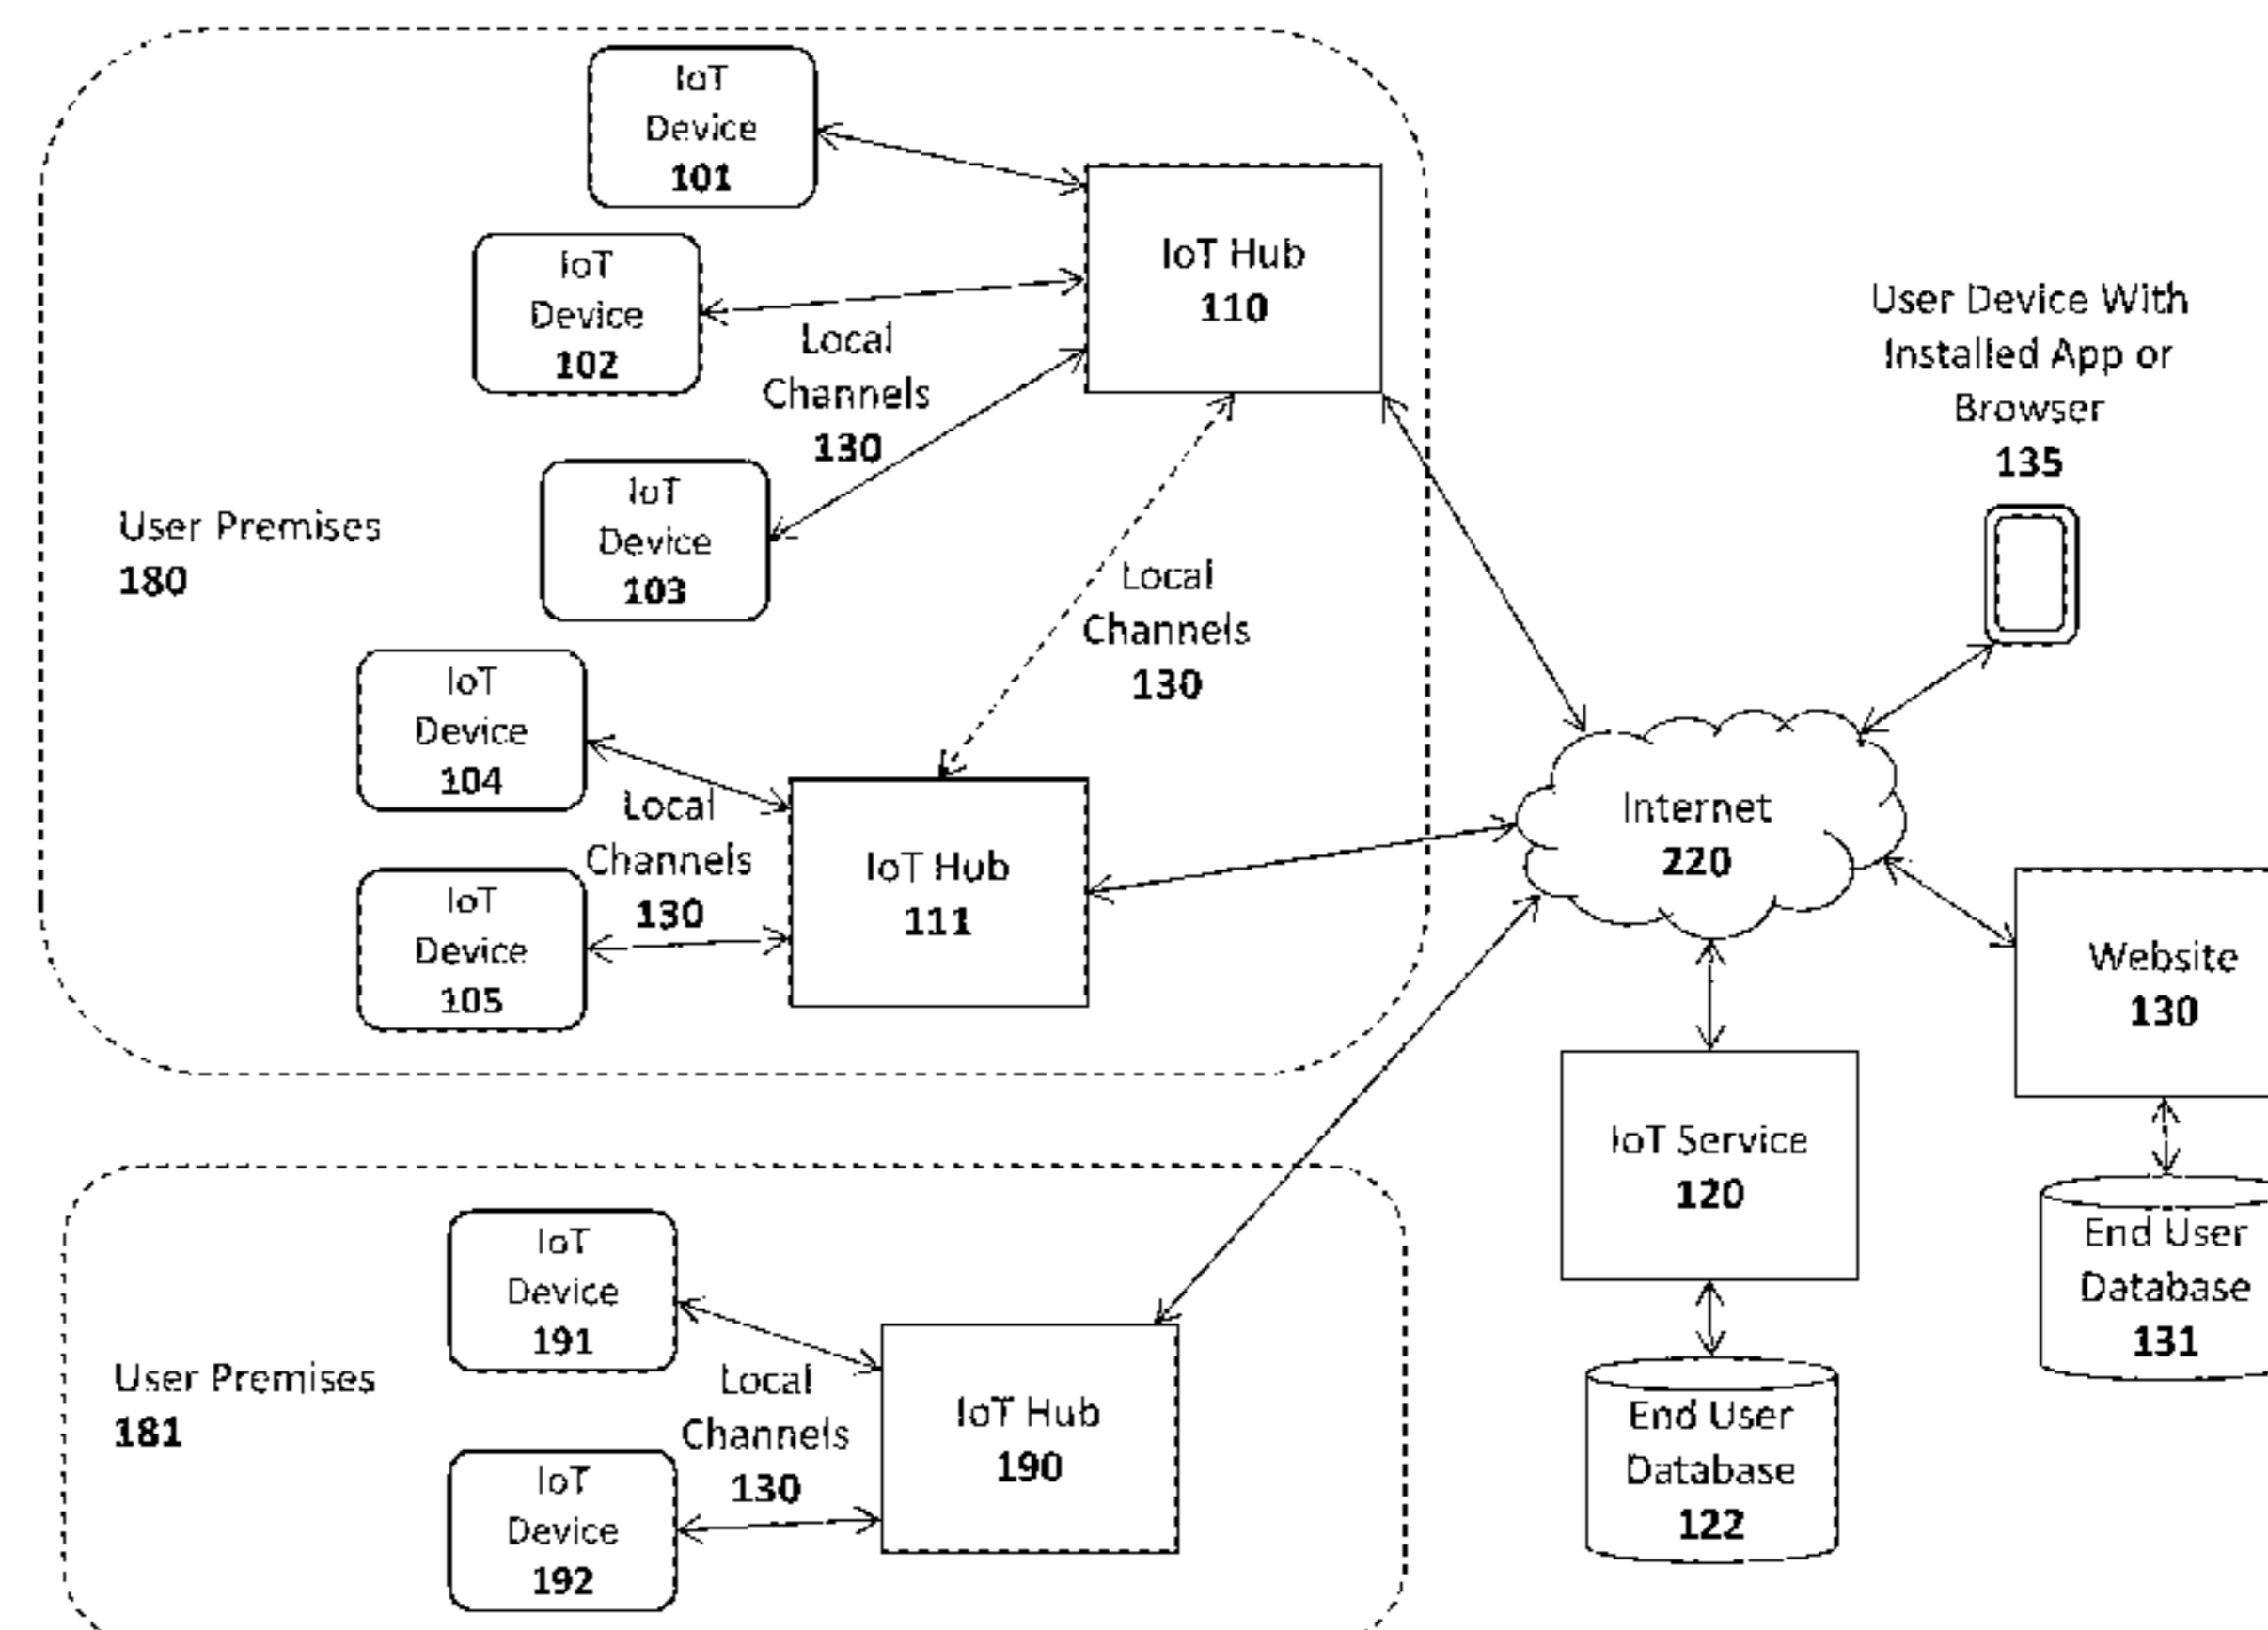 IoT
Device
101
IoT
Device
102
Local
Channels
130
IoT Hub
110
IoT
Device
103
User Premises
180
Local
Channels
130
IoT
Device
104
Local
Channels
130
IoT
Device
105
IoT Hub
111
User Device With
Installed App or
Browser
135
Internet
220
Website
130
IoT Service
120
End User
Database
131
End User
Database
122
IoT
Device
191
User Premises
181
Local
Channels
130
IoT Hub
190
IoT
Device
192